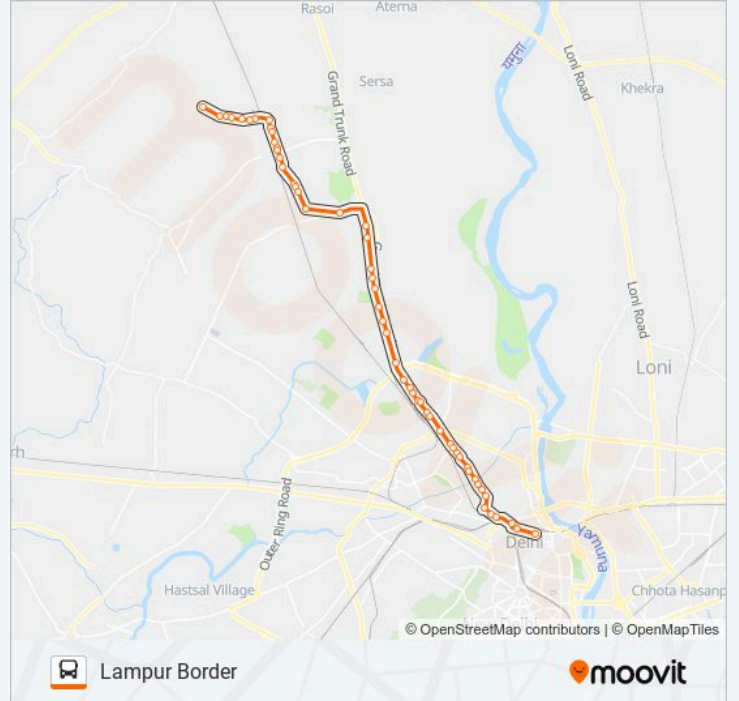 Rasoi
Aterna
यमुना
Loni Road
Sersa
Khekra
Grand Trunk Road
Loni Road
Loni
Outer Ring Road
Delhi
Yamuna
Hastsal Village
Chhota Hasanp
© OpenStreetMap contributors | © OpenMapTiles
Lampur Border
moovit